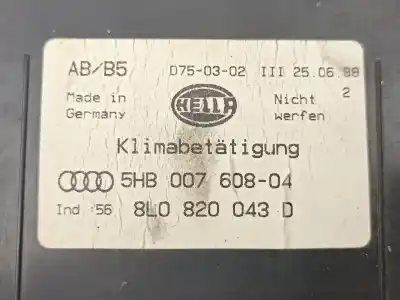 AB/B5 D75-03-02 III 25.06.98
Made in Germany HELLA Nicht werfen 2
Klimabetätigung
5HB 007 608-04
Ind :56 8L0 820 043 D